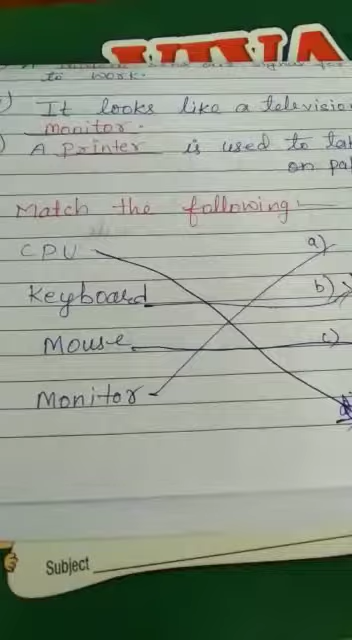 to work.
It looks like a television
monitor.
A printer is used to ta
on pa
Match the following:
CPU a)
Keyboard b)
Mouse c)
Monitor
Subject